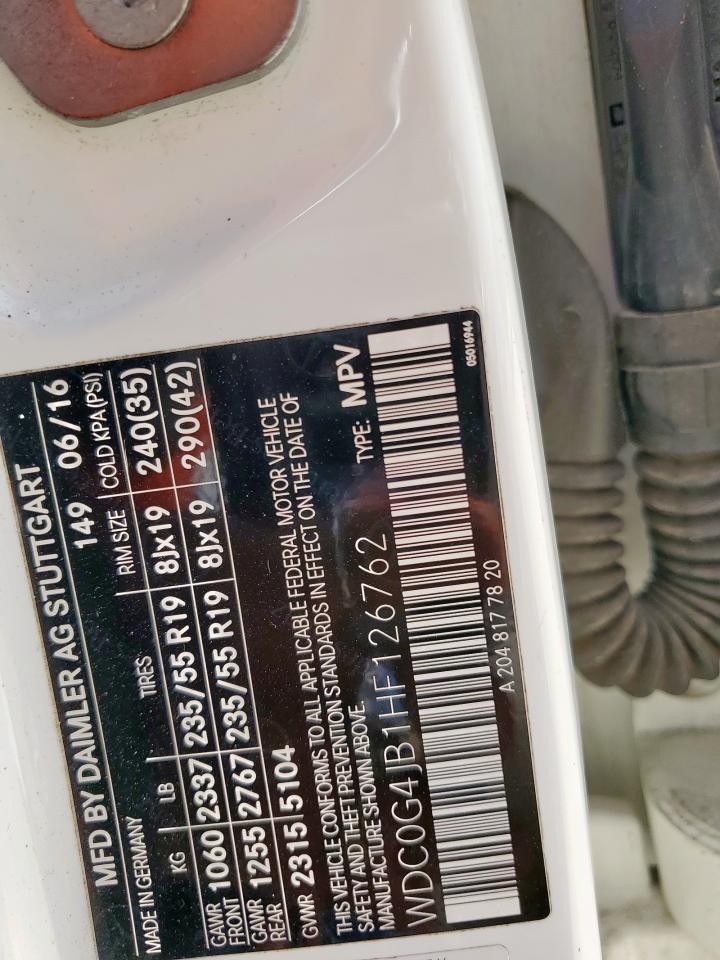 MFD BY DAIMLER AG STUTTGART
MADE IN GERMANY 149 06/16
KG LB TIRES RIM SIZE COLD KPA(PSI)
GAWR FRONT 1060 2337 235/55 R19 8Jx19 240(35)
GAWR REAR 1255 2767 235/55 R19 8Jx19 290(42)
GVWR 2315 5104
THIS VEHICLE CONFORMS TO ALL APPLICABLE FEDERAL MOTOR VEHICLE
SAFETY AND THEFT PREVENTION STANDARDS IN EFFECT ON THE DATE OF
MANUFACTURE SHOWN ABOVE.
WDC0G4JB1HF126762 TYPE: MPV
A 204 817 78 20
05016944